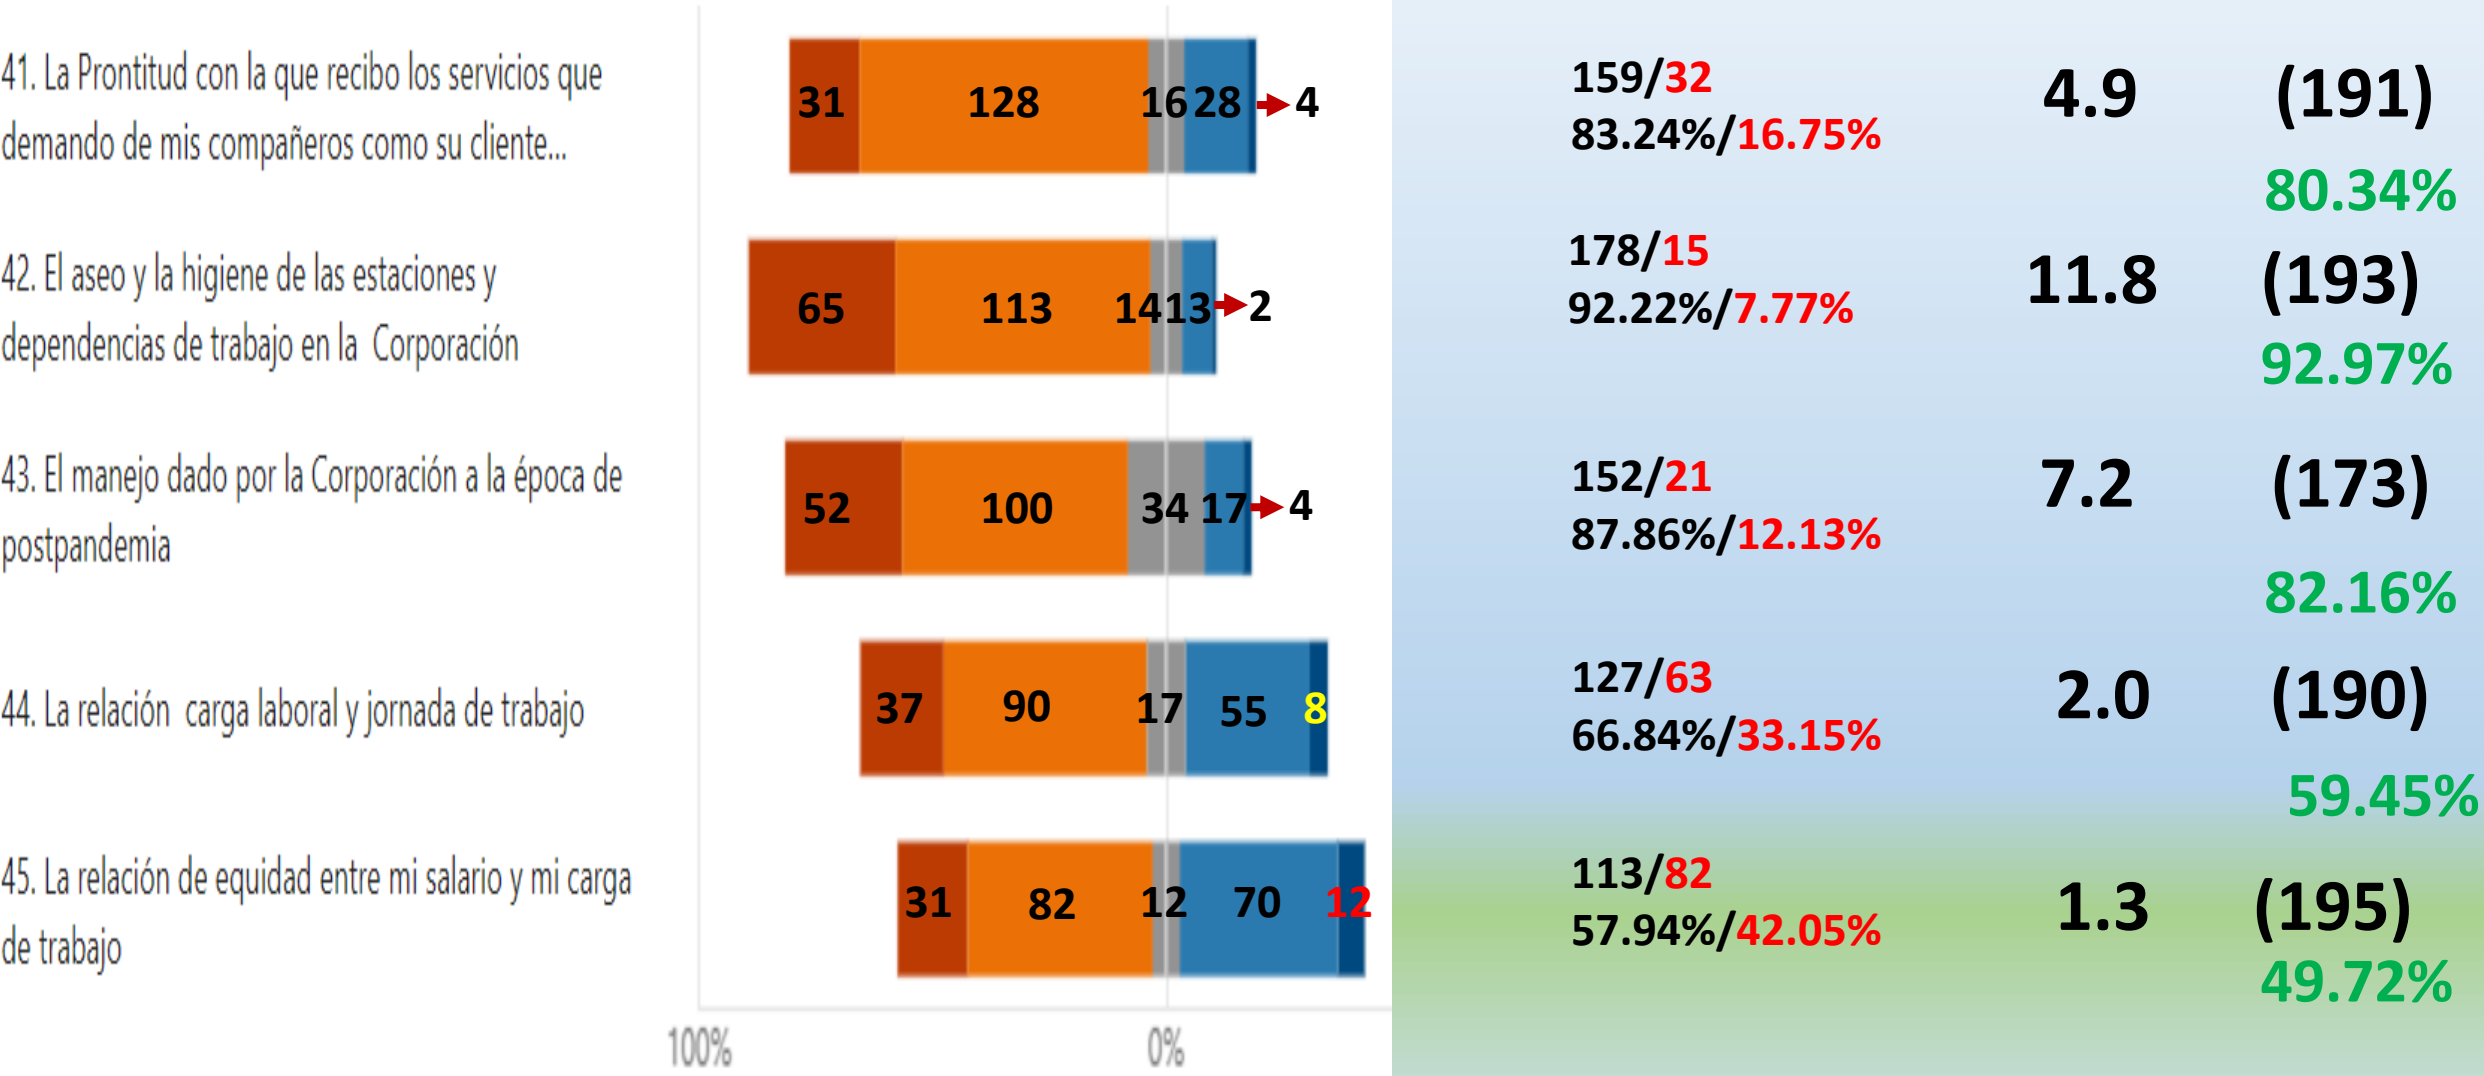 41. La Prontitud con la que recibo los servicios que
demando de mis compañeros como su cliente...
31 128 16 28 4
159/32
83.24%/16.75%
4.9 (191)
80.34%
42. El aseo y la higiene de las estaciones y
dependencias de trabajo en la Corporación
65 113 14 13 2
178/15
92.22%/7.77%
11.8 (193)
92.97%
43. El manejo dado por la Corporación a la época de
postpandemia
52 100 34 17 4
152/21
87.86%/12.13%
7.2 (173)
82.16%
44. La relación carga laboral y jornada de trabajo
37 90 17 55 8
127/63
66.84%/33.15%
2.0 (190)
59.45%
45. La relación de equidad entre mi salario y mi carga
de trabajo
31 82 12 70 12
113/82
57.94%/42.05%
1.3 (195)
49.72%
100% 0%